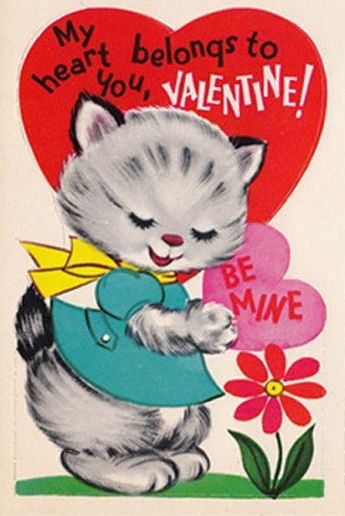 My
heart belongs to
you, VALENTINE!
BE
MINE